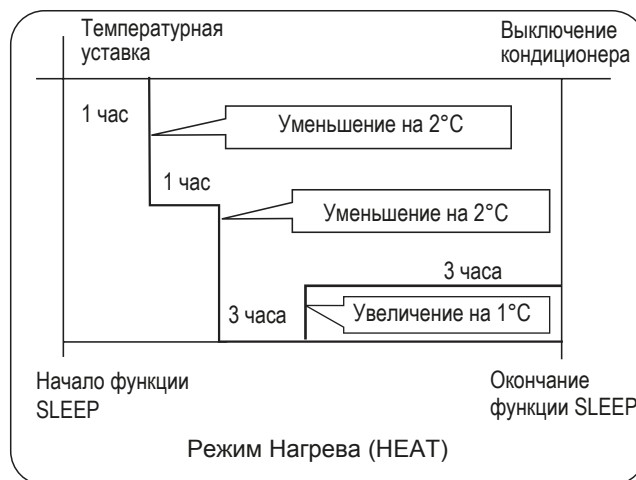 Температурная
уставка
Выключение
кондиционера
1 час
Уменьшение на 2°C
1 час
Уменьшение на 2°C
3 часа
3 часа
Увеличение на 1°C
Начало функции
SLEEP
Окончание
функции SLEEP
Режим Нагрева (HEAT)